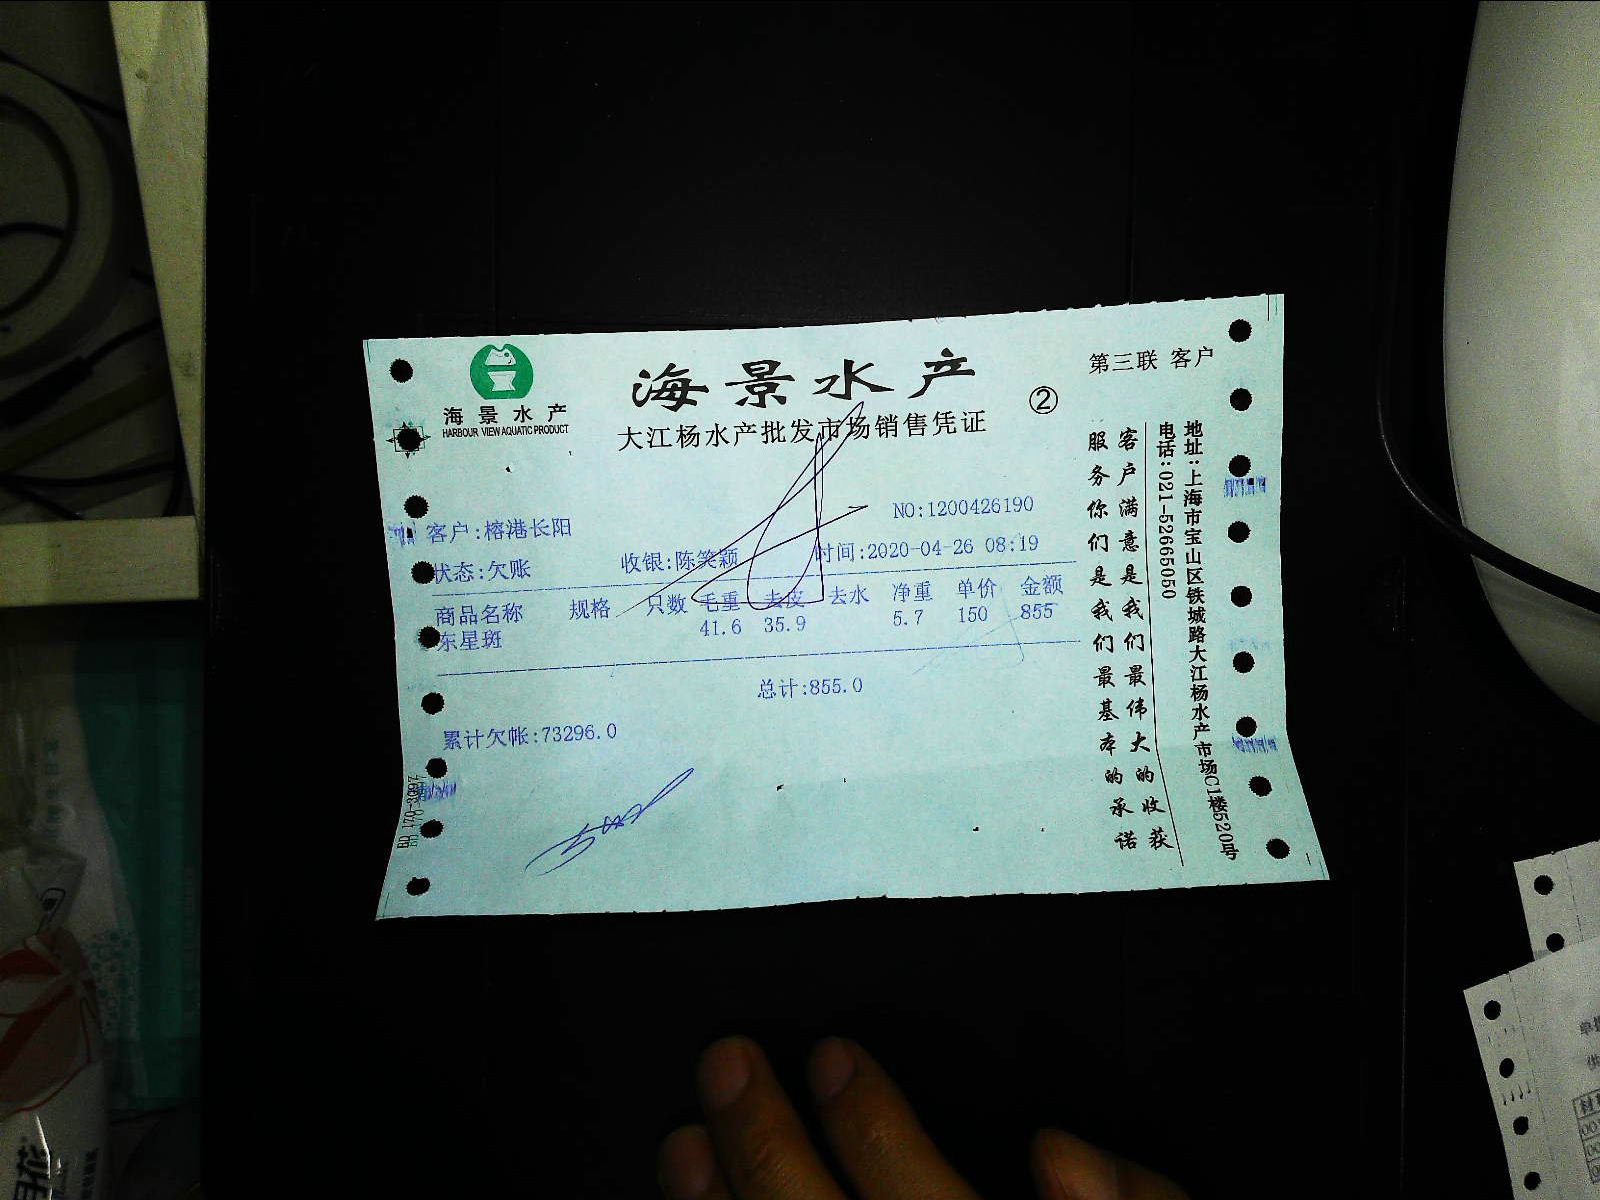 海景水产
HARBOUR VIEW AQUATIC PRODUCT
海景水产
大江杨水产批发市场销售凭证
②
第三联 客户
NO:1200426190
客户:榕港长阳
状态:欠账
收银:陈笑颖
时间:2020-04-26 08:19
商品名称 规格 只数 毛重 去皮 去水 净重 单价 金额
东星斑 41.6 35.9 5.7 150 855
总计:855.0
累计欠帐:73296.0
客户满意是我们最伟大的收获
服务你们是我们最基本的承诺
地址:上海市宝山区铁城路大江杨水产市场C1楼520号
电话:021-52665050